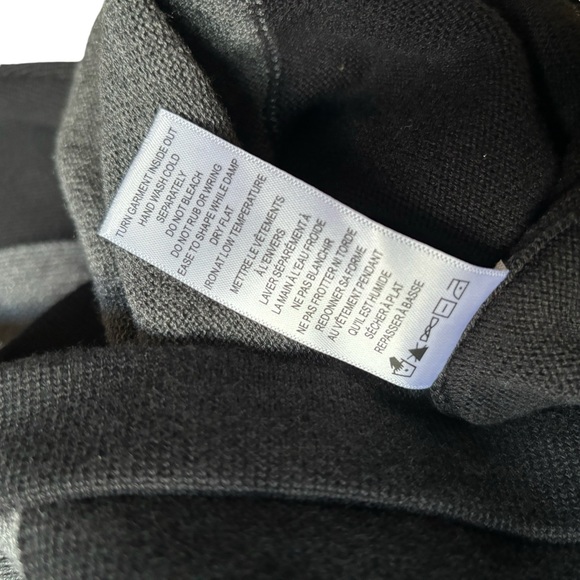 TURN GARMENT INSIDE OUT
HAND WASH COLD
SEPARATELY
DO NOT BLEACH
DO NOT RUB OR WRING
EASE TO SHAPE WHILE DAMP
DRY FLAT
IRON AT LOW TEMPERATURE
METTRE LE VÊTEMENTS
À L'ENVERS
LAVER SÉPARÉMENT À
LA MAIN À L'EAU FROIDE
NE PAS BLANCHIR
NE PAS FROTTER NI TORDE
REDONNER SA FORME
AU VÊTEMENT PENDANT
QU'IL EST HUMIDE
SÉCHER À PLAT
REPASSER À BASSE